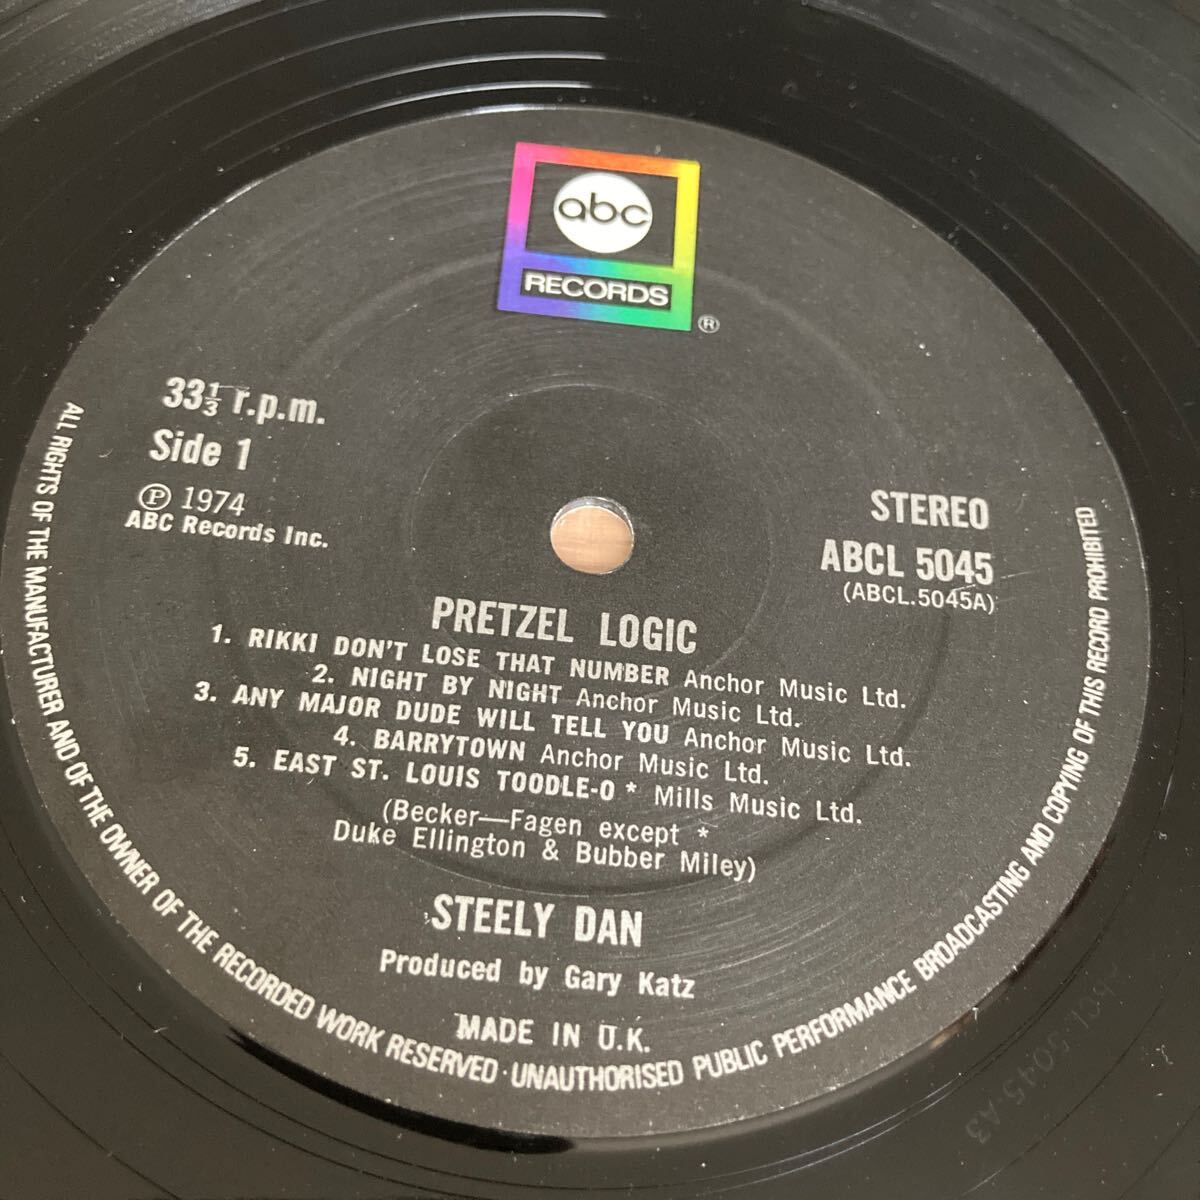 abc
RECORDS
®
33⅓ r.p.m.
Side 1
Ⓟ 1974
ABC Records Inc.
STEREO
ABCL 5045
(ABCL.5045A)
PRETZEL LOGIC
1. RIKKI DON'T LOSE THAT NUMBER Anchor Music Ltd.
2. NIGHT BY NIGHT Anchor Music Ltd.
3. ANY MAJOR DUDE WILL TELL YOU Anchor Music Ltd.
4. BARRYTOWN Anchor Music Ltd.
5. EAST ST. LOUIS TOODLE-O * Mills Music Ltd.
(Becker—Fagen except *
Duke Ellington & Bubber Miley)
STEELY DAN
Produced by Gary Katz
MADE IN U.K.
ALL RIGHTS OF THE MANUFACTURER AND OF THE OWNER OF THE RECORDED WORK RESERVED · UNAUTHORISED PUBLIC PERFORMANCE BROADCASTING AND COPYING OF THIS RECORD PROHIBITED
ABCL 5045·A3